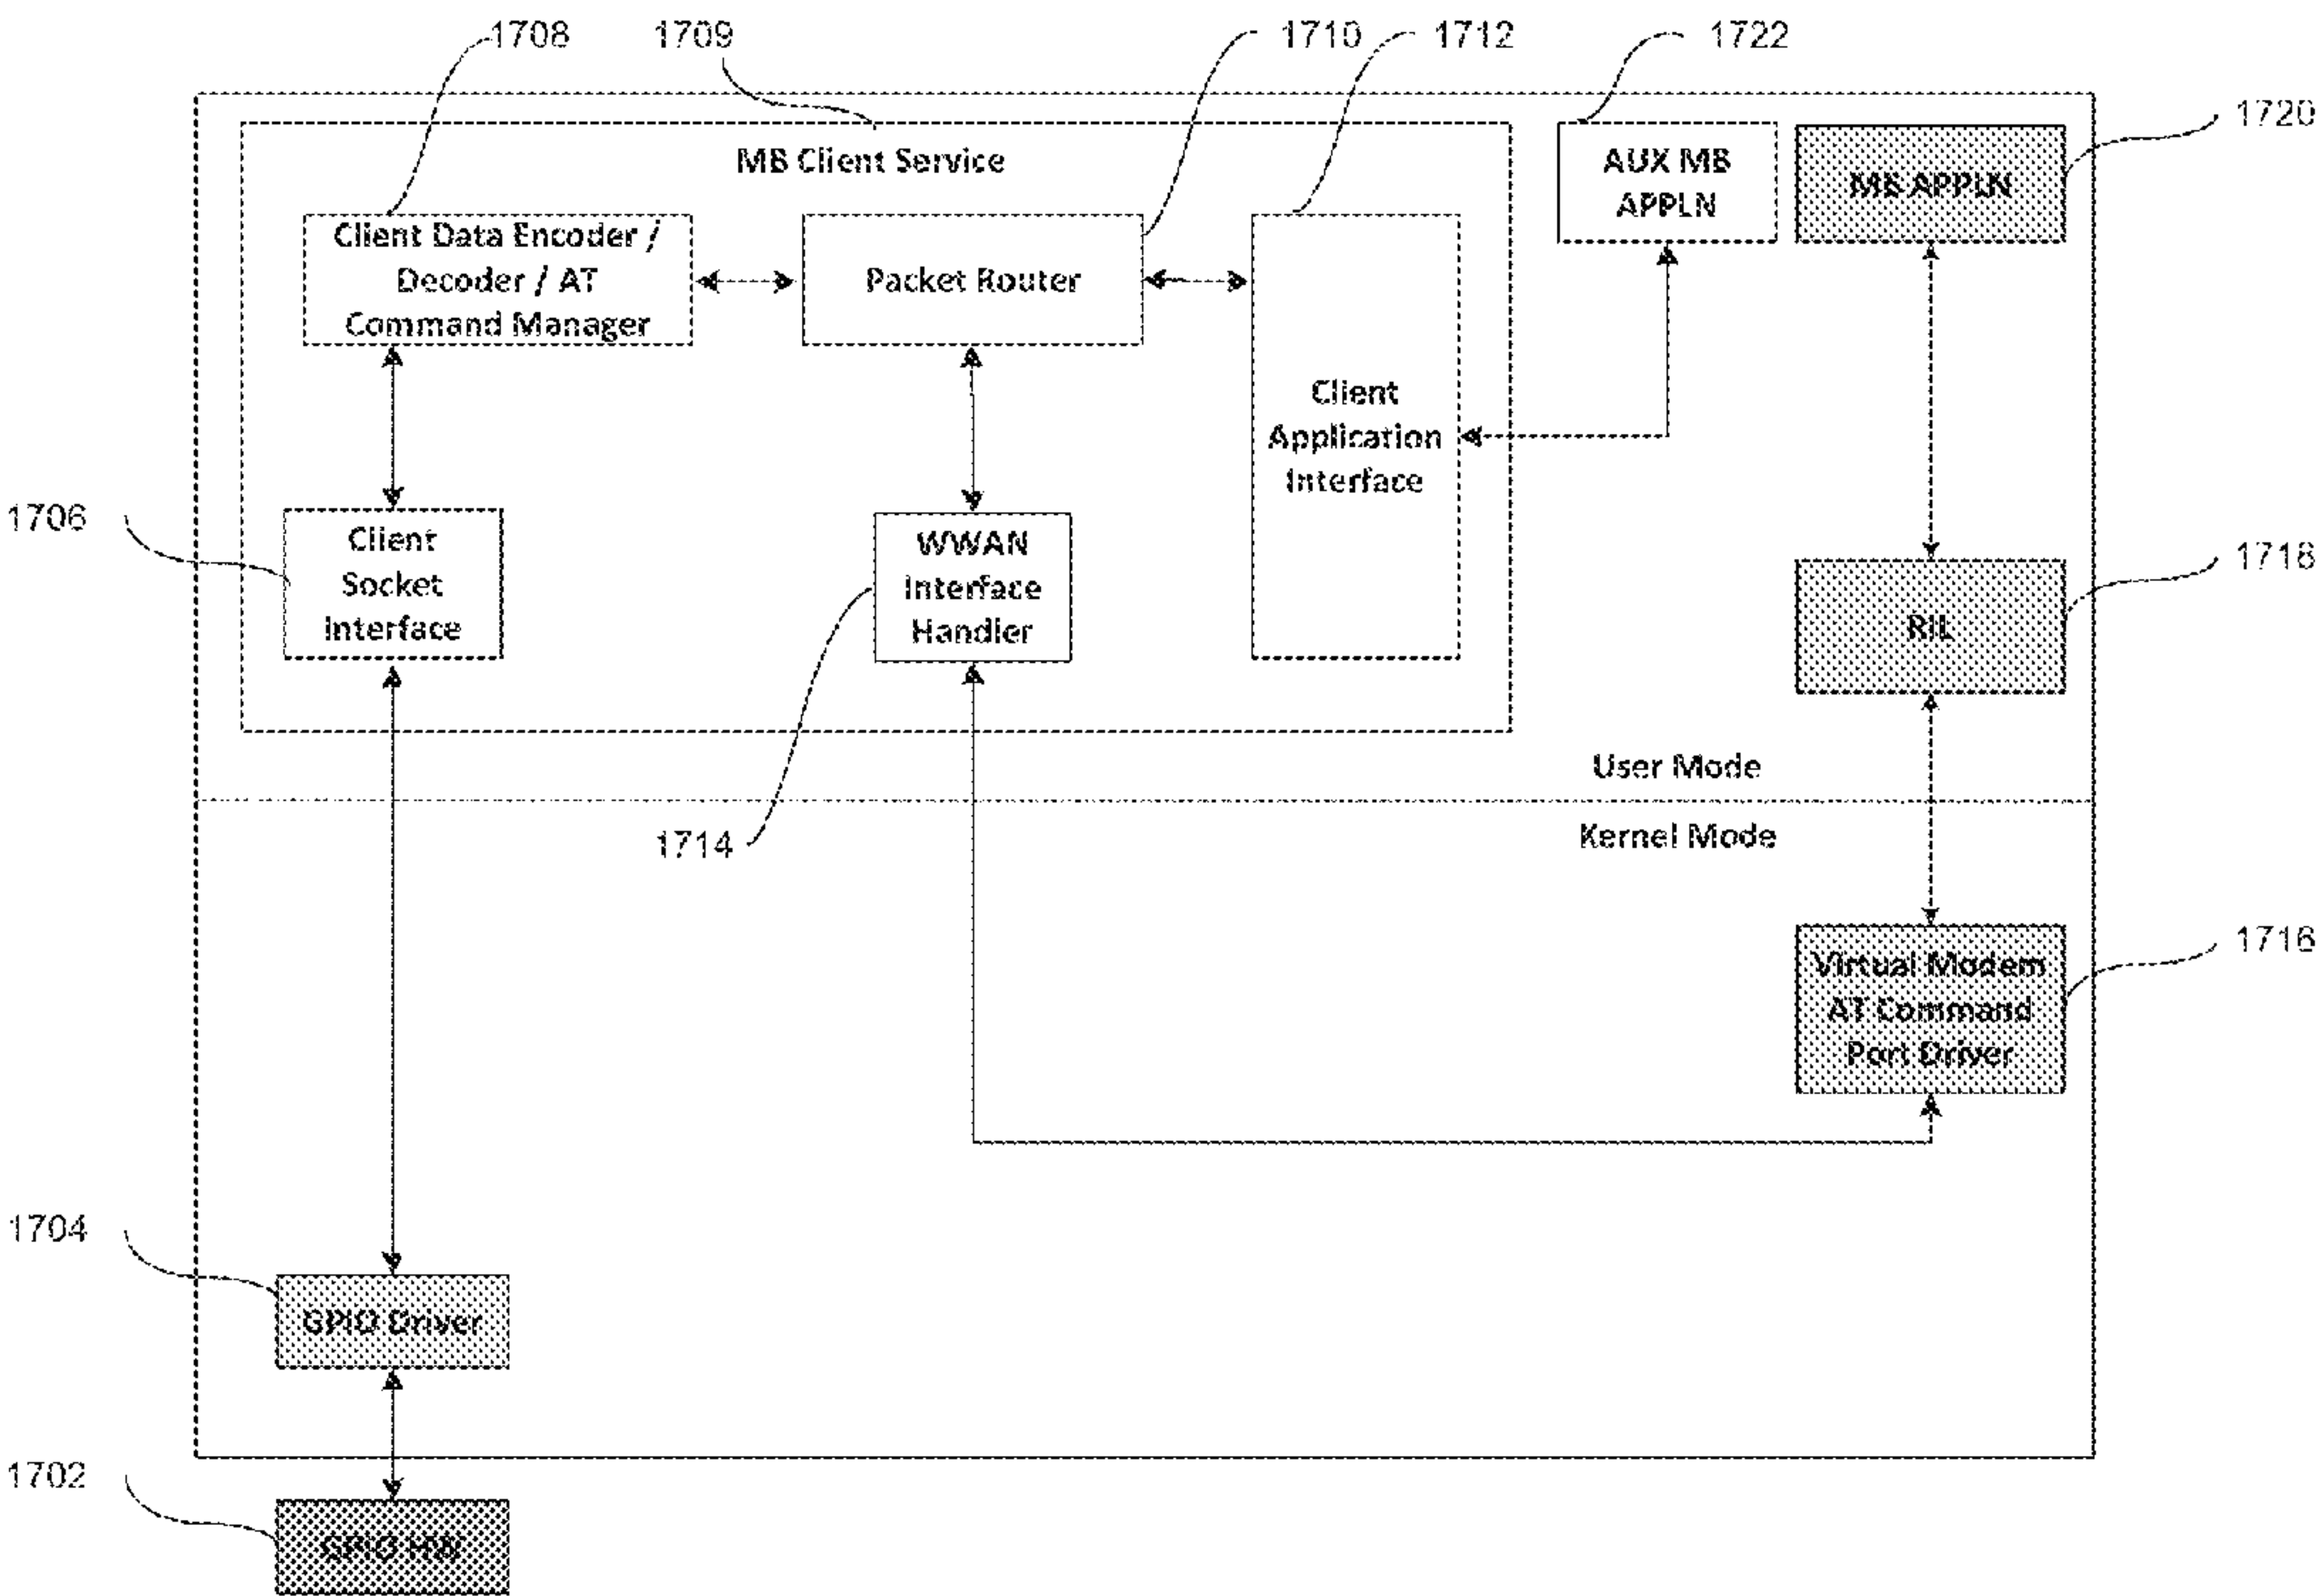 1708
1709
1710
1712
1722
1720
MB Client Service
AUX MB
APPLN
MB APPLN
Client Data Encoder /
Decoder / AT
Command Manager
Packet Router
Client
Application
Interface
1706
Client
Socket
Interface
WWAN
Interface
Handler
1718
RIL
User Mode
Kernel Mode
1714
1716
Virtual Modem
AT Command
Port Driver
1704
GPIO Driver
1702
GPIO HW